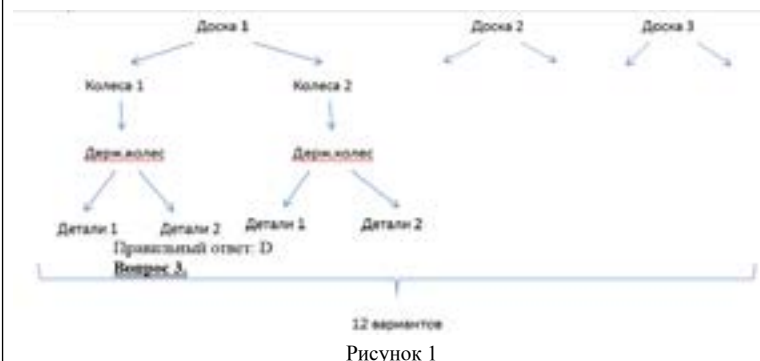 Доска 1 Доска 2 Доска 3
Колеса 1 Колеса 2
Держ.колес Держ.колес
Детали 1 Детали 2 Детали 1 Детали 2
Правильный ответ: D
Вопрос 3.
12 вариантов
Рисунок 1